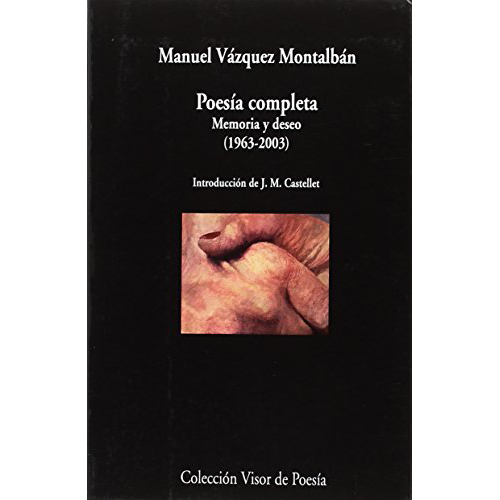 Manuel Vázquez Montalbán
Poesía completa
Memoria y deseo
(1963-2003)
Introducción de J. M. Castellet
Colección Visor de Poesía